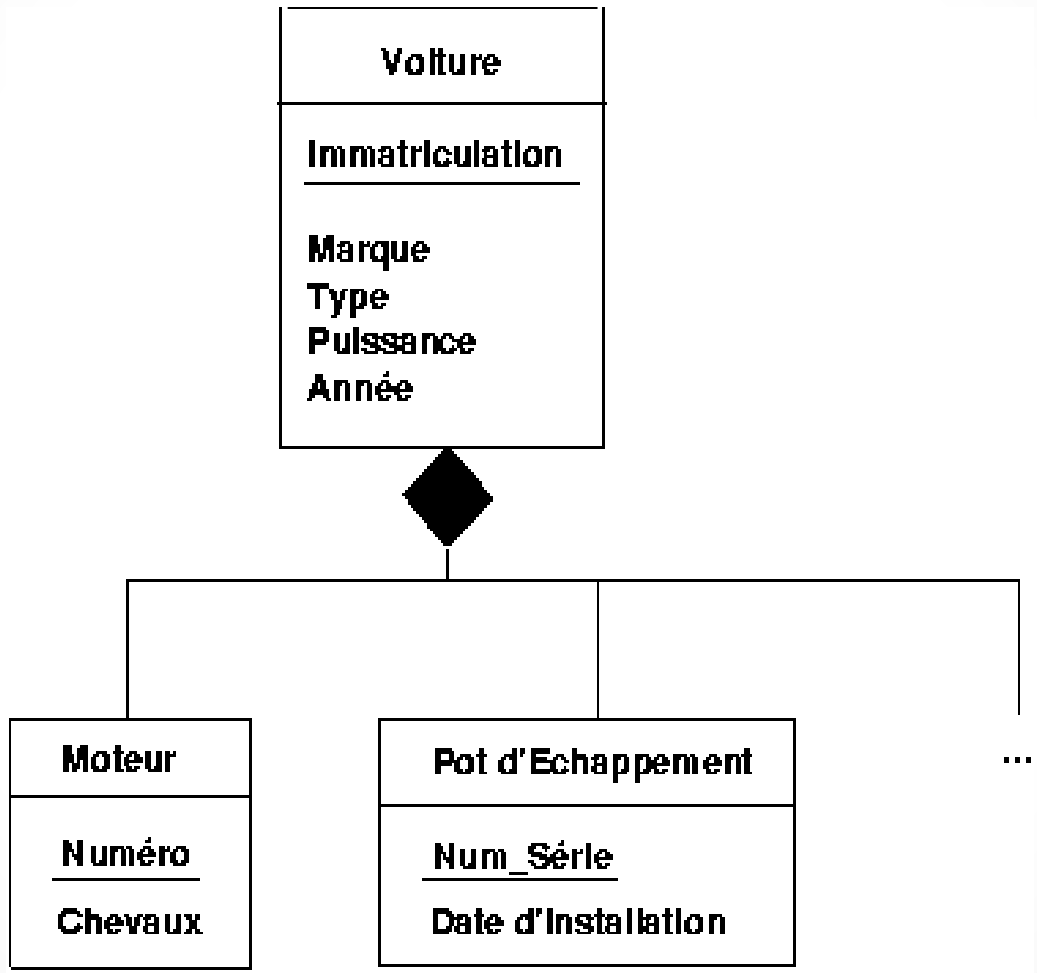 Voiture
Immatriculation
Marque
Type
Puissance
Année
Moteur
Numéro
Chevaux
Pot d'Echappement
Num_Série
Date d'Installation
...